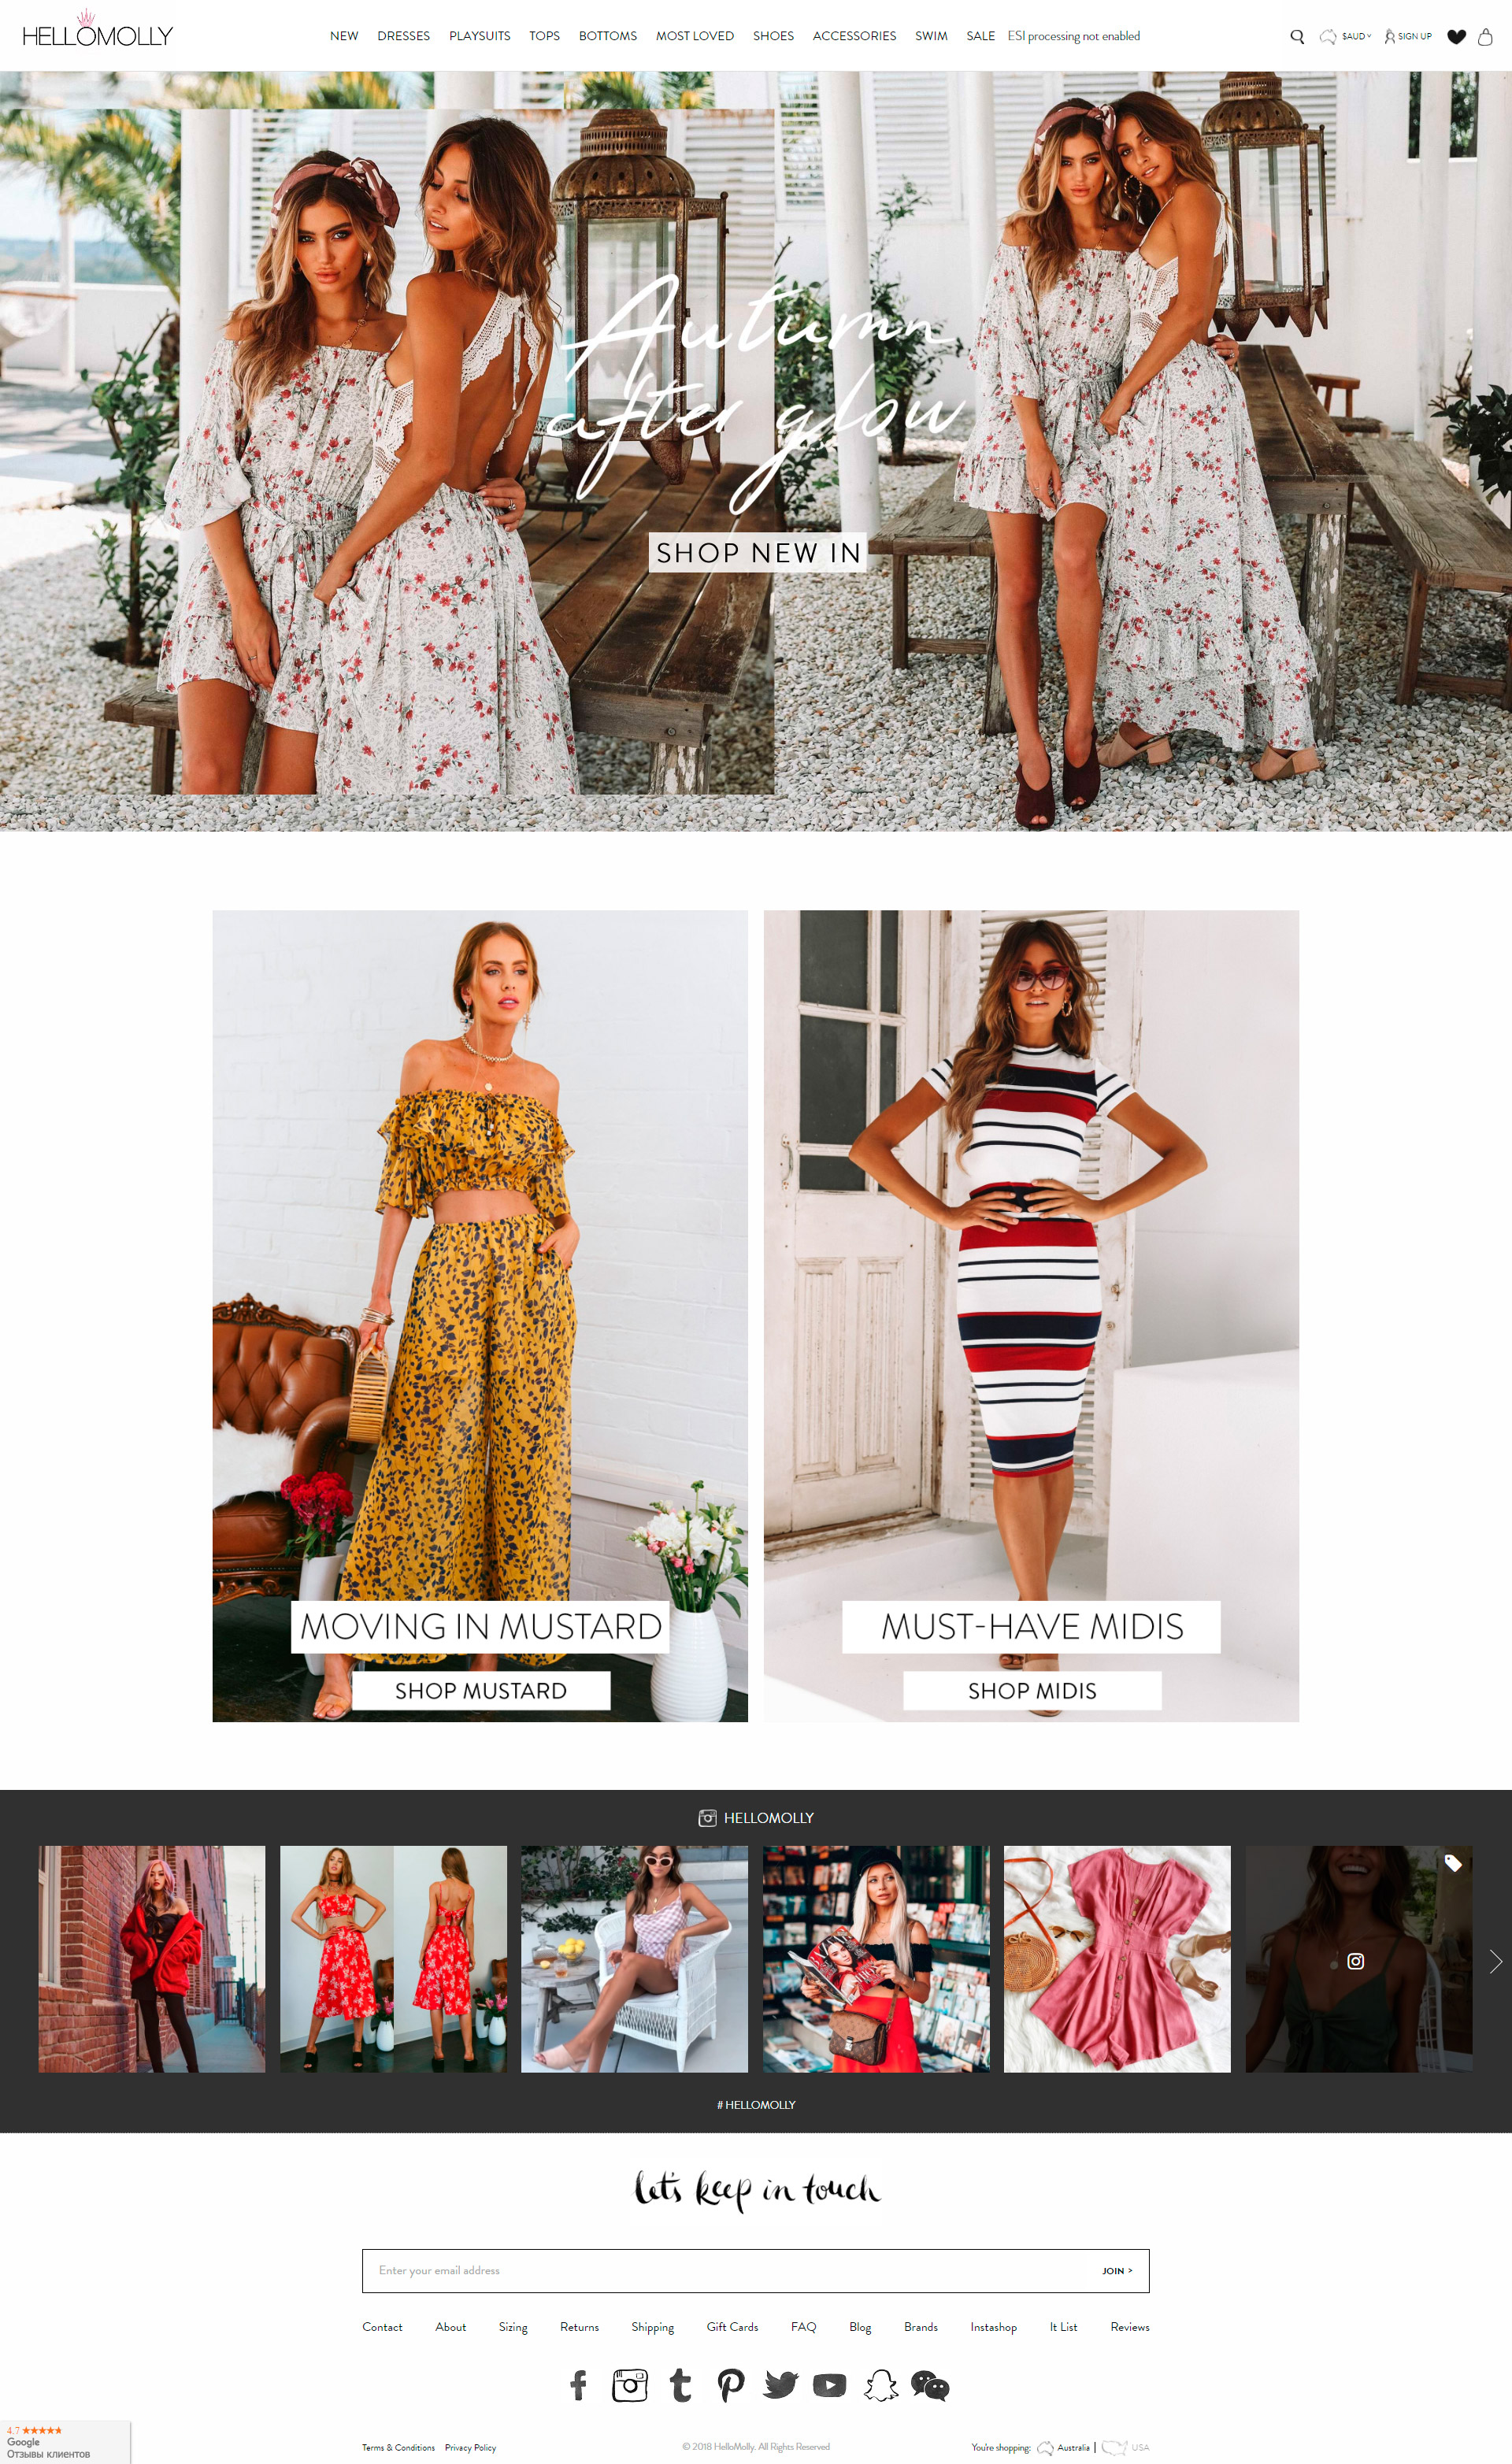 HELLOMOLLY
NEW DRESSES PLAYSUITS TOPS BOTTOMS MOST LOVED SHOES ACCESSORIES SWIM SALE ESI processing not enabled
$AUD SIGN UP
Autumn
after glow
SHOP NEW IN
MOVING IN MUSTARD
SHOP MUSTARD
MUST-HAVE MIDIS
SHOP MIDIS
HELLOMOLLY
# HELLOMOLLY
let's keep in touch
Enter your email address JOIN >
Contact About Sizing Returns Shipping Gift Cards FAQ Blog Brands Instashop It List Reviews
4.7 ★★★★★
Google
Отзывы клиентов
Terms & Conditions Privacy Policy © 2018 HelloMolly. All Rights Reserved You're shopping: Australia | USA